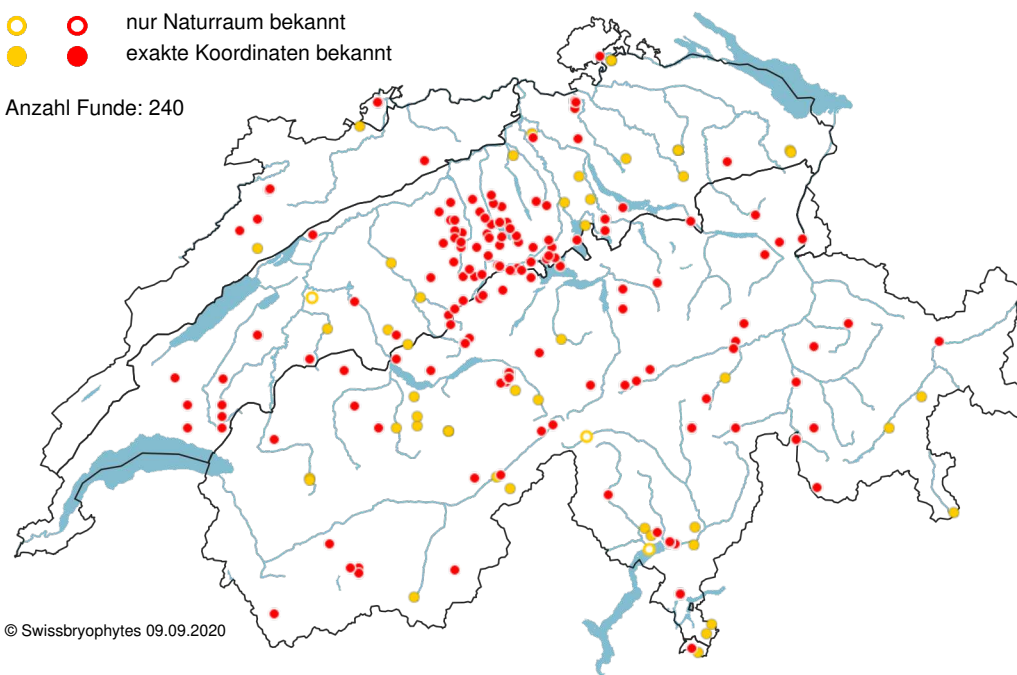 nur Naturraum bekannt
exakte Koordinaten bekannt
Anzahl Funde: 240
© Swissbryophytes 09.09.2020